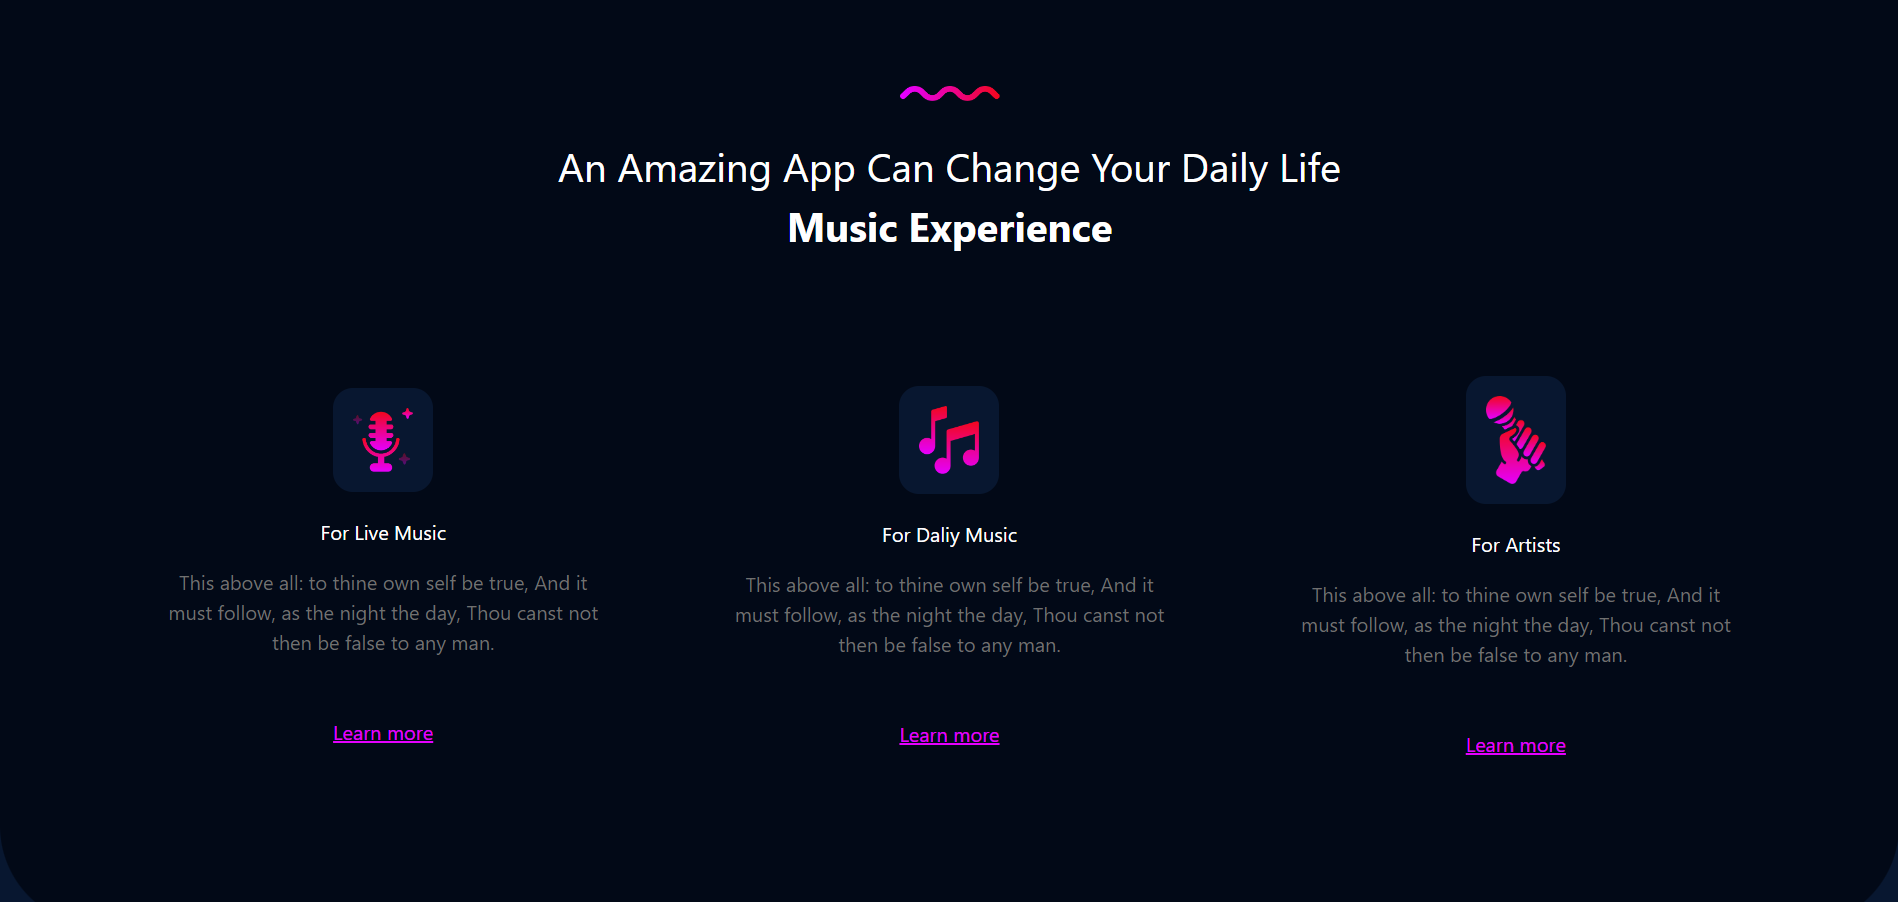 An Amazing App Can Change Your Daily Life
Music Experience
For Live Music
This above all: to thine own self be true, And it
must follow, as the night the day, Thou canst not
then be false to any man.
Learn more
For Daliy Music
This above all: to thine own self be true, And it
must follow, as the night the day, Thou canst not
then be false to any man.
Learn more
For Artists
This above all: to thine own self be true, And it
must follow, as the night the day, Thou canst not
then be false to any man.
Learn more